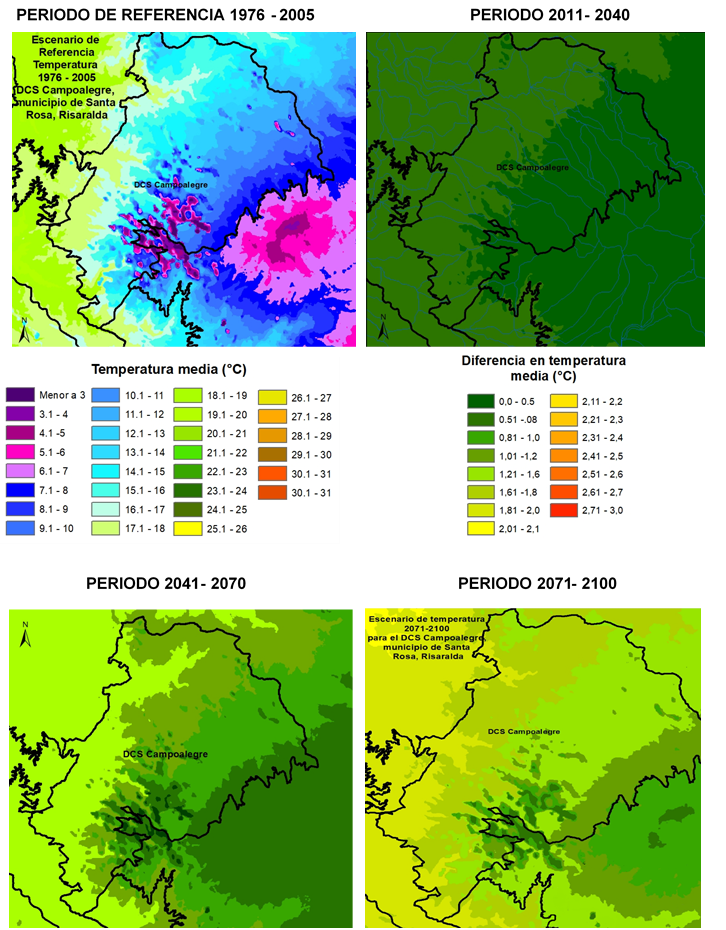 PERIODO DE REFERENCIA 1976 - 2005
PERIODO 2011- 2040
Escenario de
Referencia
Temperatura
1976 - 2005
DCS Campoalegre,
municipio de Santa
Rosa, Risaralda
DCS Campoalegre
N
DCS Campoalegre
N
Temperatura media (°C)
Menor a 3
3.1 - 4
4.1 -5
5.1 -6
6.1 - 7
7.1 - 8
8.1 - 9
9.1 - 10
10.1 - 11
11.1 - 12
12.1 - 13
13.1 - 14
14.1 - 15
15.1 - 16
16.1 - 17
17.1 - 18
18.1 - 19
19.1 - 20
20.1 - 21
21.1 - 22
22.1 - 23
23.1 - 24
24.1 - 25
25.1 - 26
26.1 - 27
27.1 - 28
28.1 - 29
29.1 - 30
30.1 - 31
30.1 - 31
Diferencia en temperatura
media (°C)
0,0 - 0.5
0.51 -.08
0,81 - 1,0
1,01 -1,2
1,21 - 1,6
1,61 -1,8
1,81 - 2,0
2,01 - 2,1
2,11 - 2,2
2,21 - 2,3
2,31 - 2,4
2,41 - 2,5
2,51 - 2,6
2,61 - 2,7
2,71 - 3,0
PERIODO 2041- 2070
PERIODO 2071- 2100
N
DCS Campoalegre
Escenario de temperatura
2071-2100
para el DCS Campoalegre,
municipio de Santa
Rosa, Risaralda
DCS Campoalegre